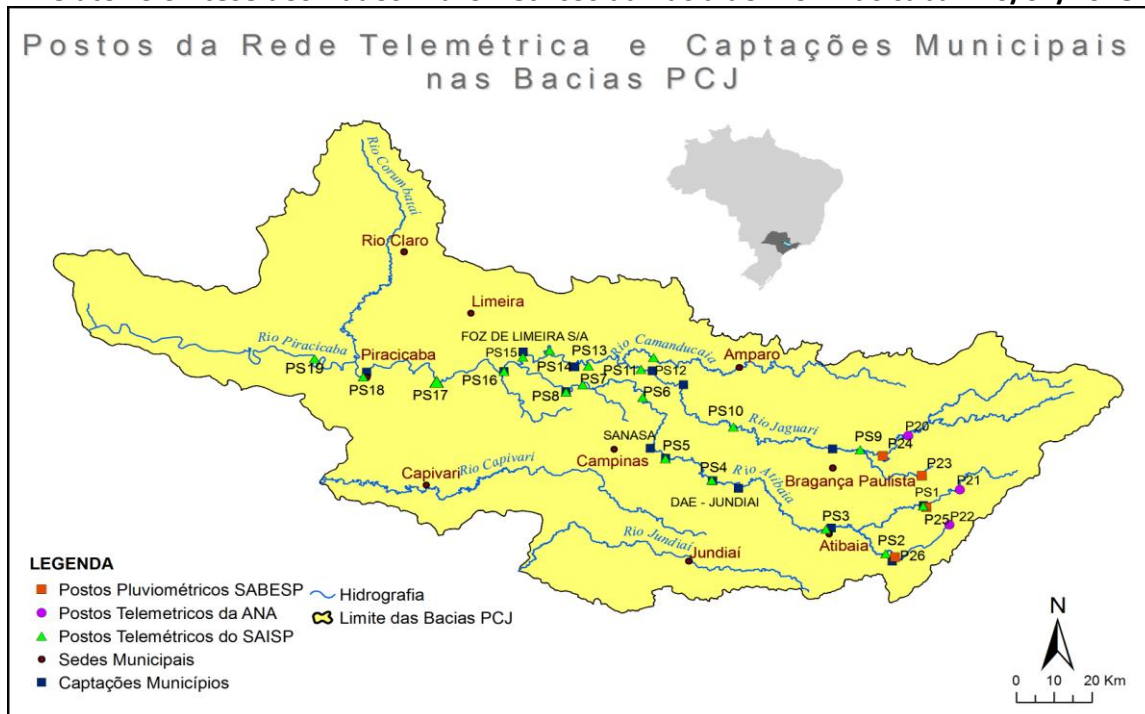 Postos da Rede Telemétrica e Captações Municipais
nas Bacias PCJ
Rio Corumbataí
Rio Claro
Limeira
FOZ DE LIMEIRA S/A
Rio Piracicaba
Piracicaba
Rio Camanducaia
Amparo
PS19
PS18
PS17
PS16
PS15
PS14
PS13
PS11
PS12
PS7
PS8
PS6
PS10
Rio Jaguari
P20
PS9
P24
SANASA
PS5
Campinas
Capivari
Rio Capivari
PS4
Rio Atibaia
Bragança Paulista
P23
PS1
P21
DAE - JUNDIAI
PS3
P25
P22
Atibaia
PS2
P26
Rio Jundiaí
Jundiaí
LEGENDA
Postos Pluviométricos SABESP
Postos Telemetricos da ANA
Postos Telemétricos do SAISP
Sedes Municipais
Captações Municípios
Hidrografia
Limite das Bacias PCJ
N
0 10 20 Km